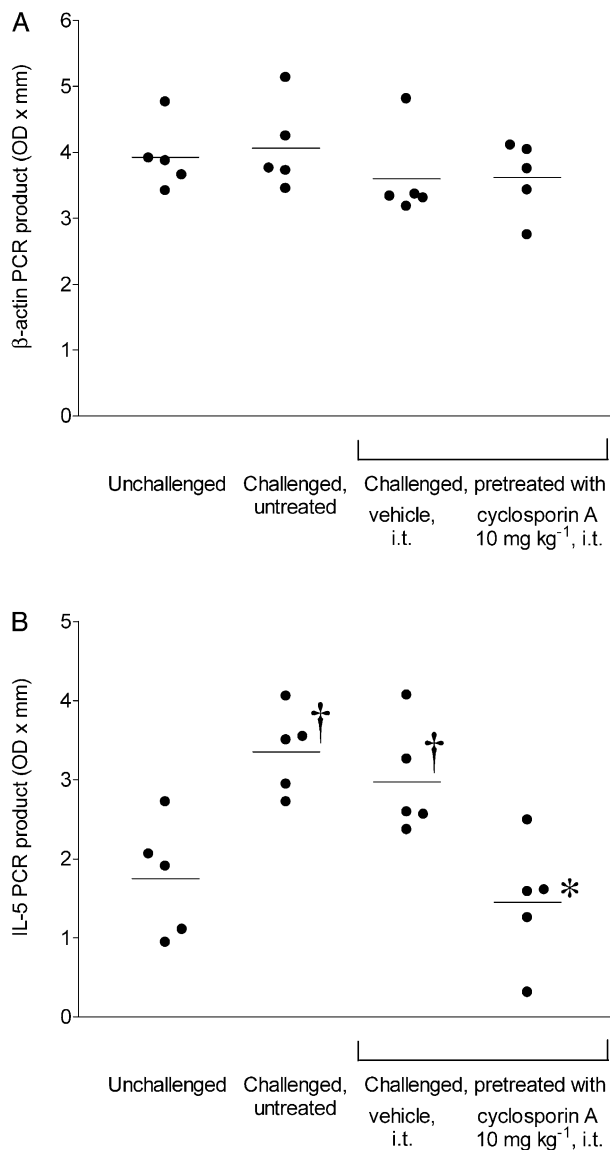 A
β-actin PCR product (OD x mm)
6
5
4
3
2
1
0
Unchallenged
Challenged,
untreated
Challenged, pretreated with
vehicle,
i.t.
cyclosporin A
10 mg kg⁻¹, i.t.
B
IL-5 PCR product (OD x mm)
5
4
3
2
1
0
†
†
*
Unchallenged
Challenged,
untreated
Challenged, pretreated with
vehicle,
i.t.
cyclosporin A
10 mg kg⁻¹, i.t.